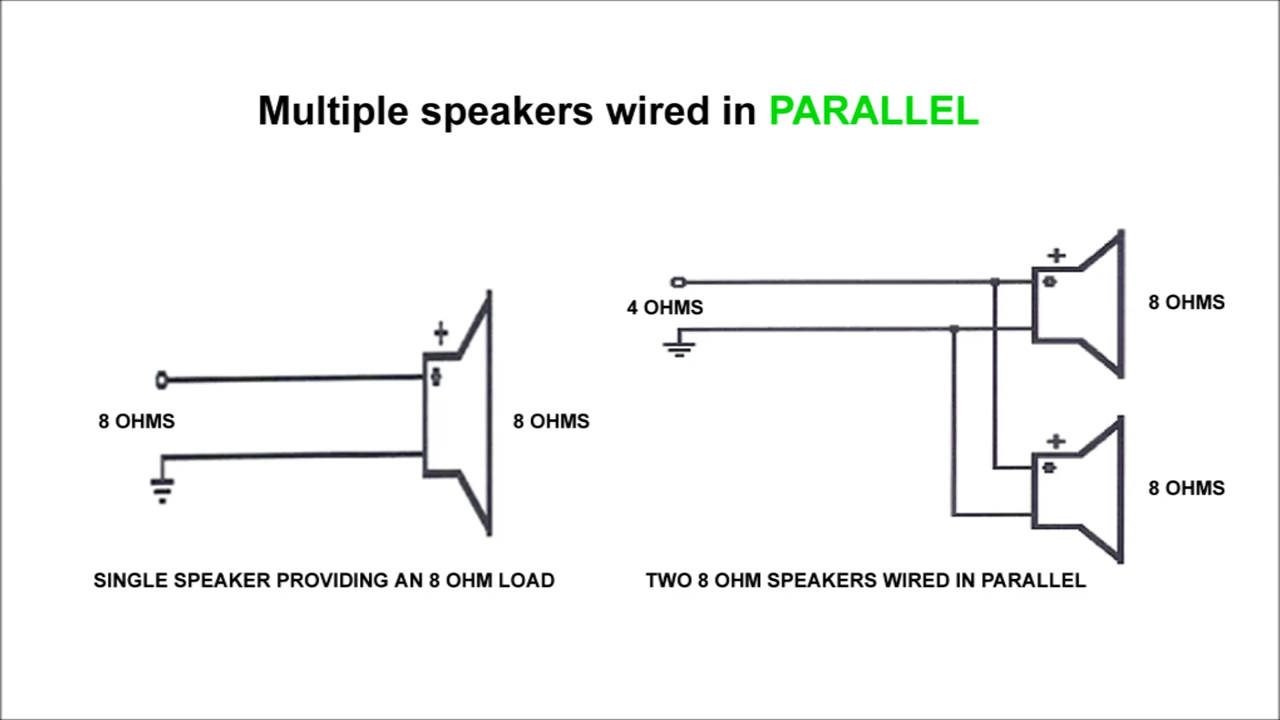 Multiple speakers wired in PARALLEL
+
8 OHMS
8 OHMS
SINGLE SPEAKER PROVIDING AN 8 OHM LOAD
+
4 OHMS
8 OHMS
+
8 OHMS
TWO 8 OHM SPEAKERS WIRED IN PARALLEL